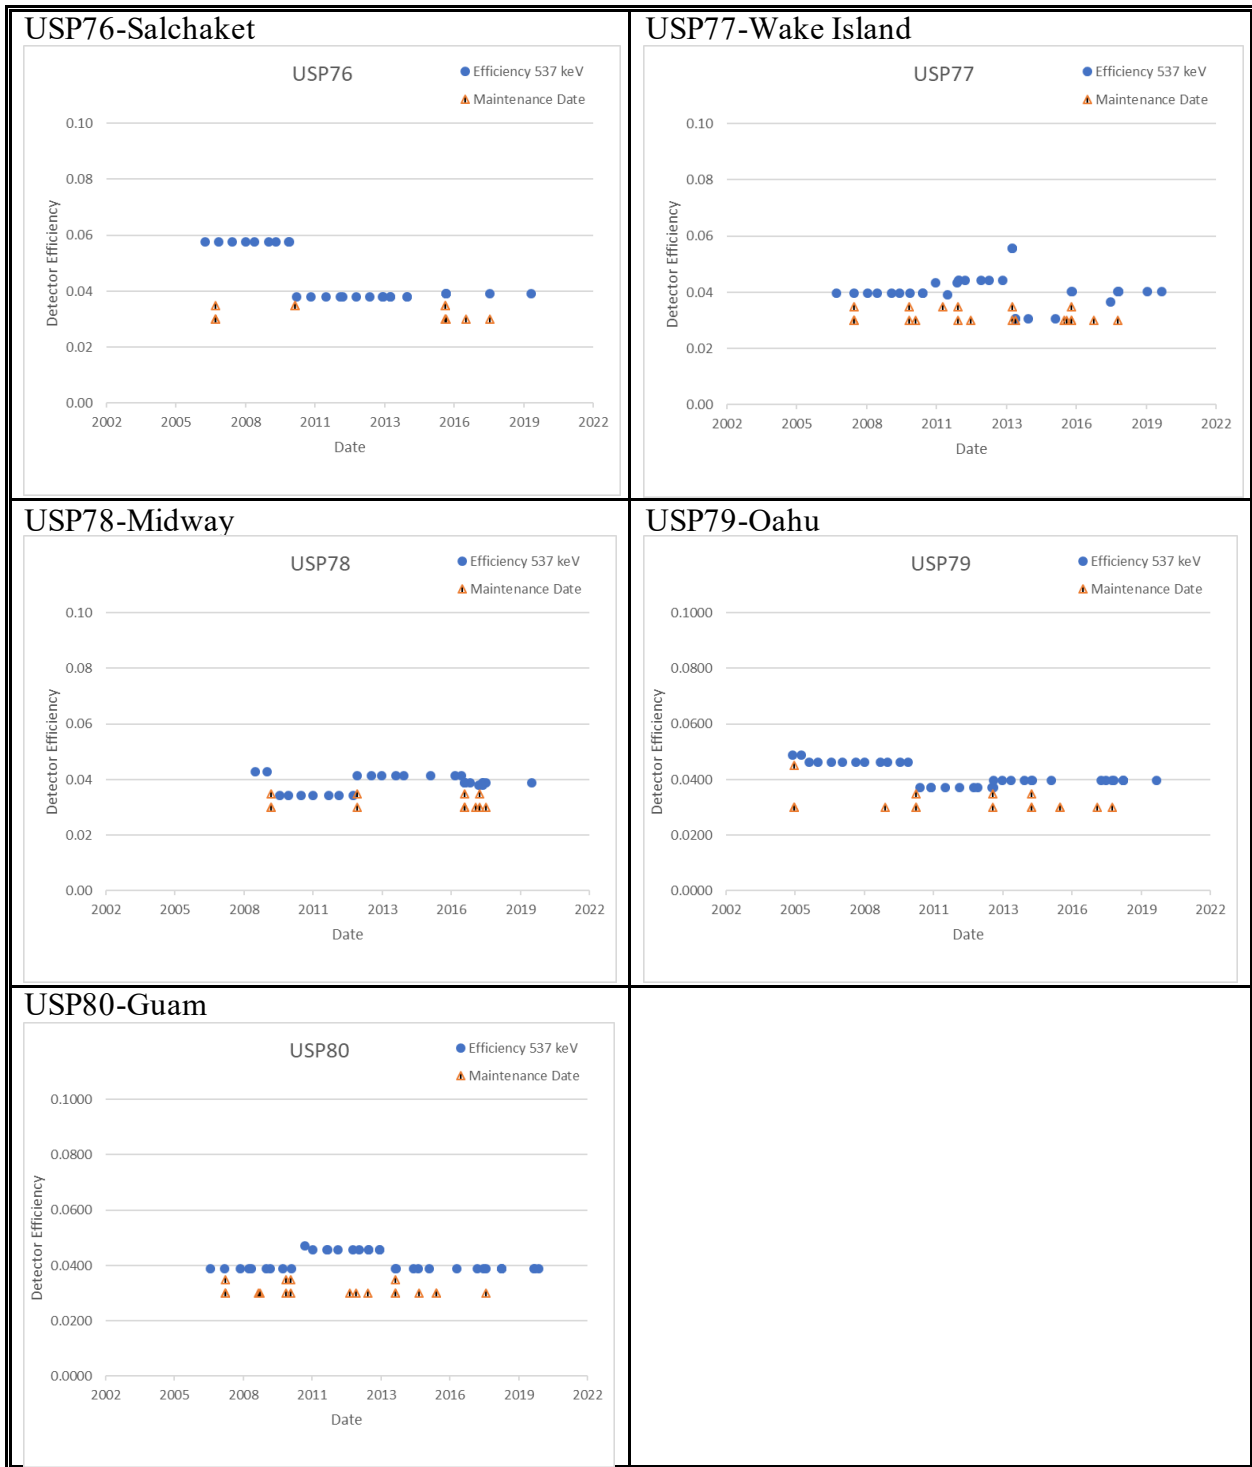 USP76-Salchaket
USP76
Efficiency 537 keV
Maintenance Date
0.10
0.08
0.06
0.04
0.02
0.00
Detector Efficiency
2002 2005 2008 2011 2013 2016 2019 2022
Date
USP77-Wake Island
USP77
Efficiency 537 keV
Maintenance Date
0.10
0.08
0.06
0.04
0.02
0.00
Detector Efficiency
2002 2005 2008 2011 2013 2016 2019 2022
Date
USP78-Midway
USP78
Efficiency 537 keV
Maintenance Date
0.10
0.08
0.06
0.04
0.02
0.00
Detector Efficiency
2002 2005 2008 2011 2013 2016 2019 2022
Date
USP79-Oahu
USP79
Efficiency 537 keV
Maintenance Date
0.1000
0.0800
0.0600
0.0400
0.0200
0.0000
Detector Efficiency
2002 2005 2008 2011 2013 2016 2019 2022
Date
USP80-Guam
USP80
Efficiency 537 keV
Maintenance Date
0.1000
0.0800
0.0600
0.0400
0.0200
0.0000
Detector Efficiency
2002 2005 2008 2011 2013 2016 2019 2022
Date